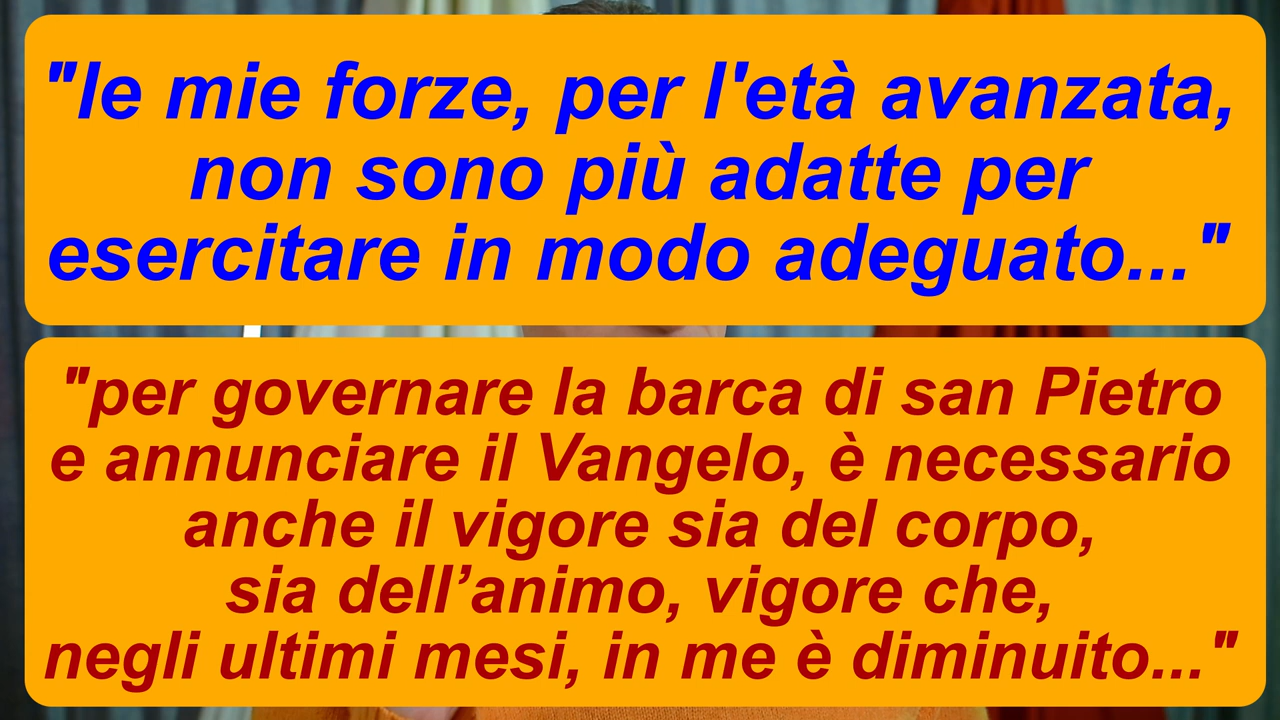 "le mie forze, per l'età avanzata,
non sono più adatte per
esercitare in modo adeguato..."
"per governare la barca di san Pietro
e annunciare il Vangelo, è necessario
anche il vigore sia del corpo,
sia dell’animo, vigore che,
negli ultimi mesi, in me è diminuito..."